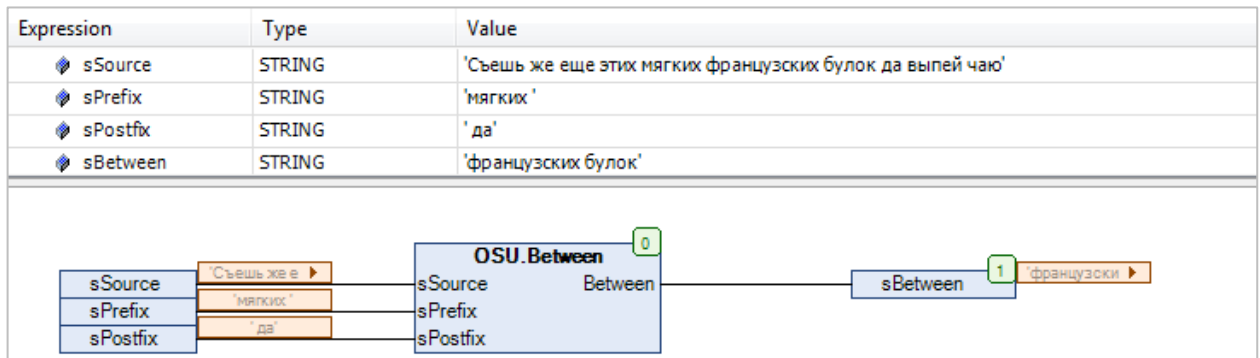 Expression Type Value
sSource STRING 'Съешь же еще этих мягких французских булок да выпей чаю'
sPrefix STRING 'мягких '
sPostfix STRING ' да'
sBetween STRING 'французских булок'
OSU.Between 0
sSource 'Съешь же е sSource Between sBetween 1 'французски
sPrefix 'мягких ' sPrefix
sPostfix ' да' sPostfix